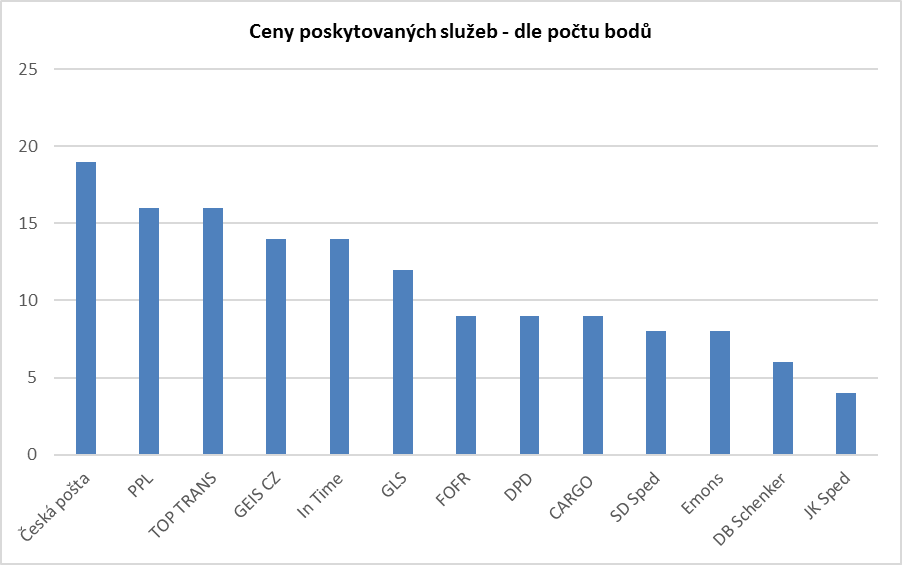 Ceny poskytovaných služeb - dle počtu bodů
25
20
15
10
5
0
Česká pošta
PPL
TOP TRANS
GEIS CZ
In Time
GLS
FOFR
DPD
CARGO
SD Sped
Emons
DB Schenker
JK Sped